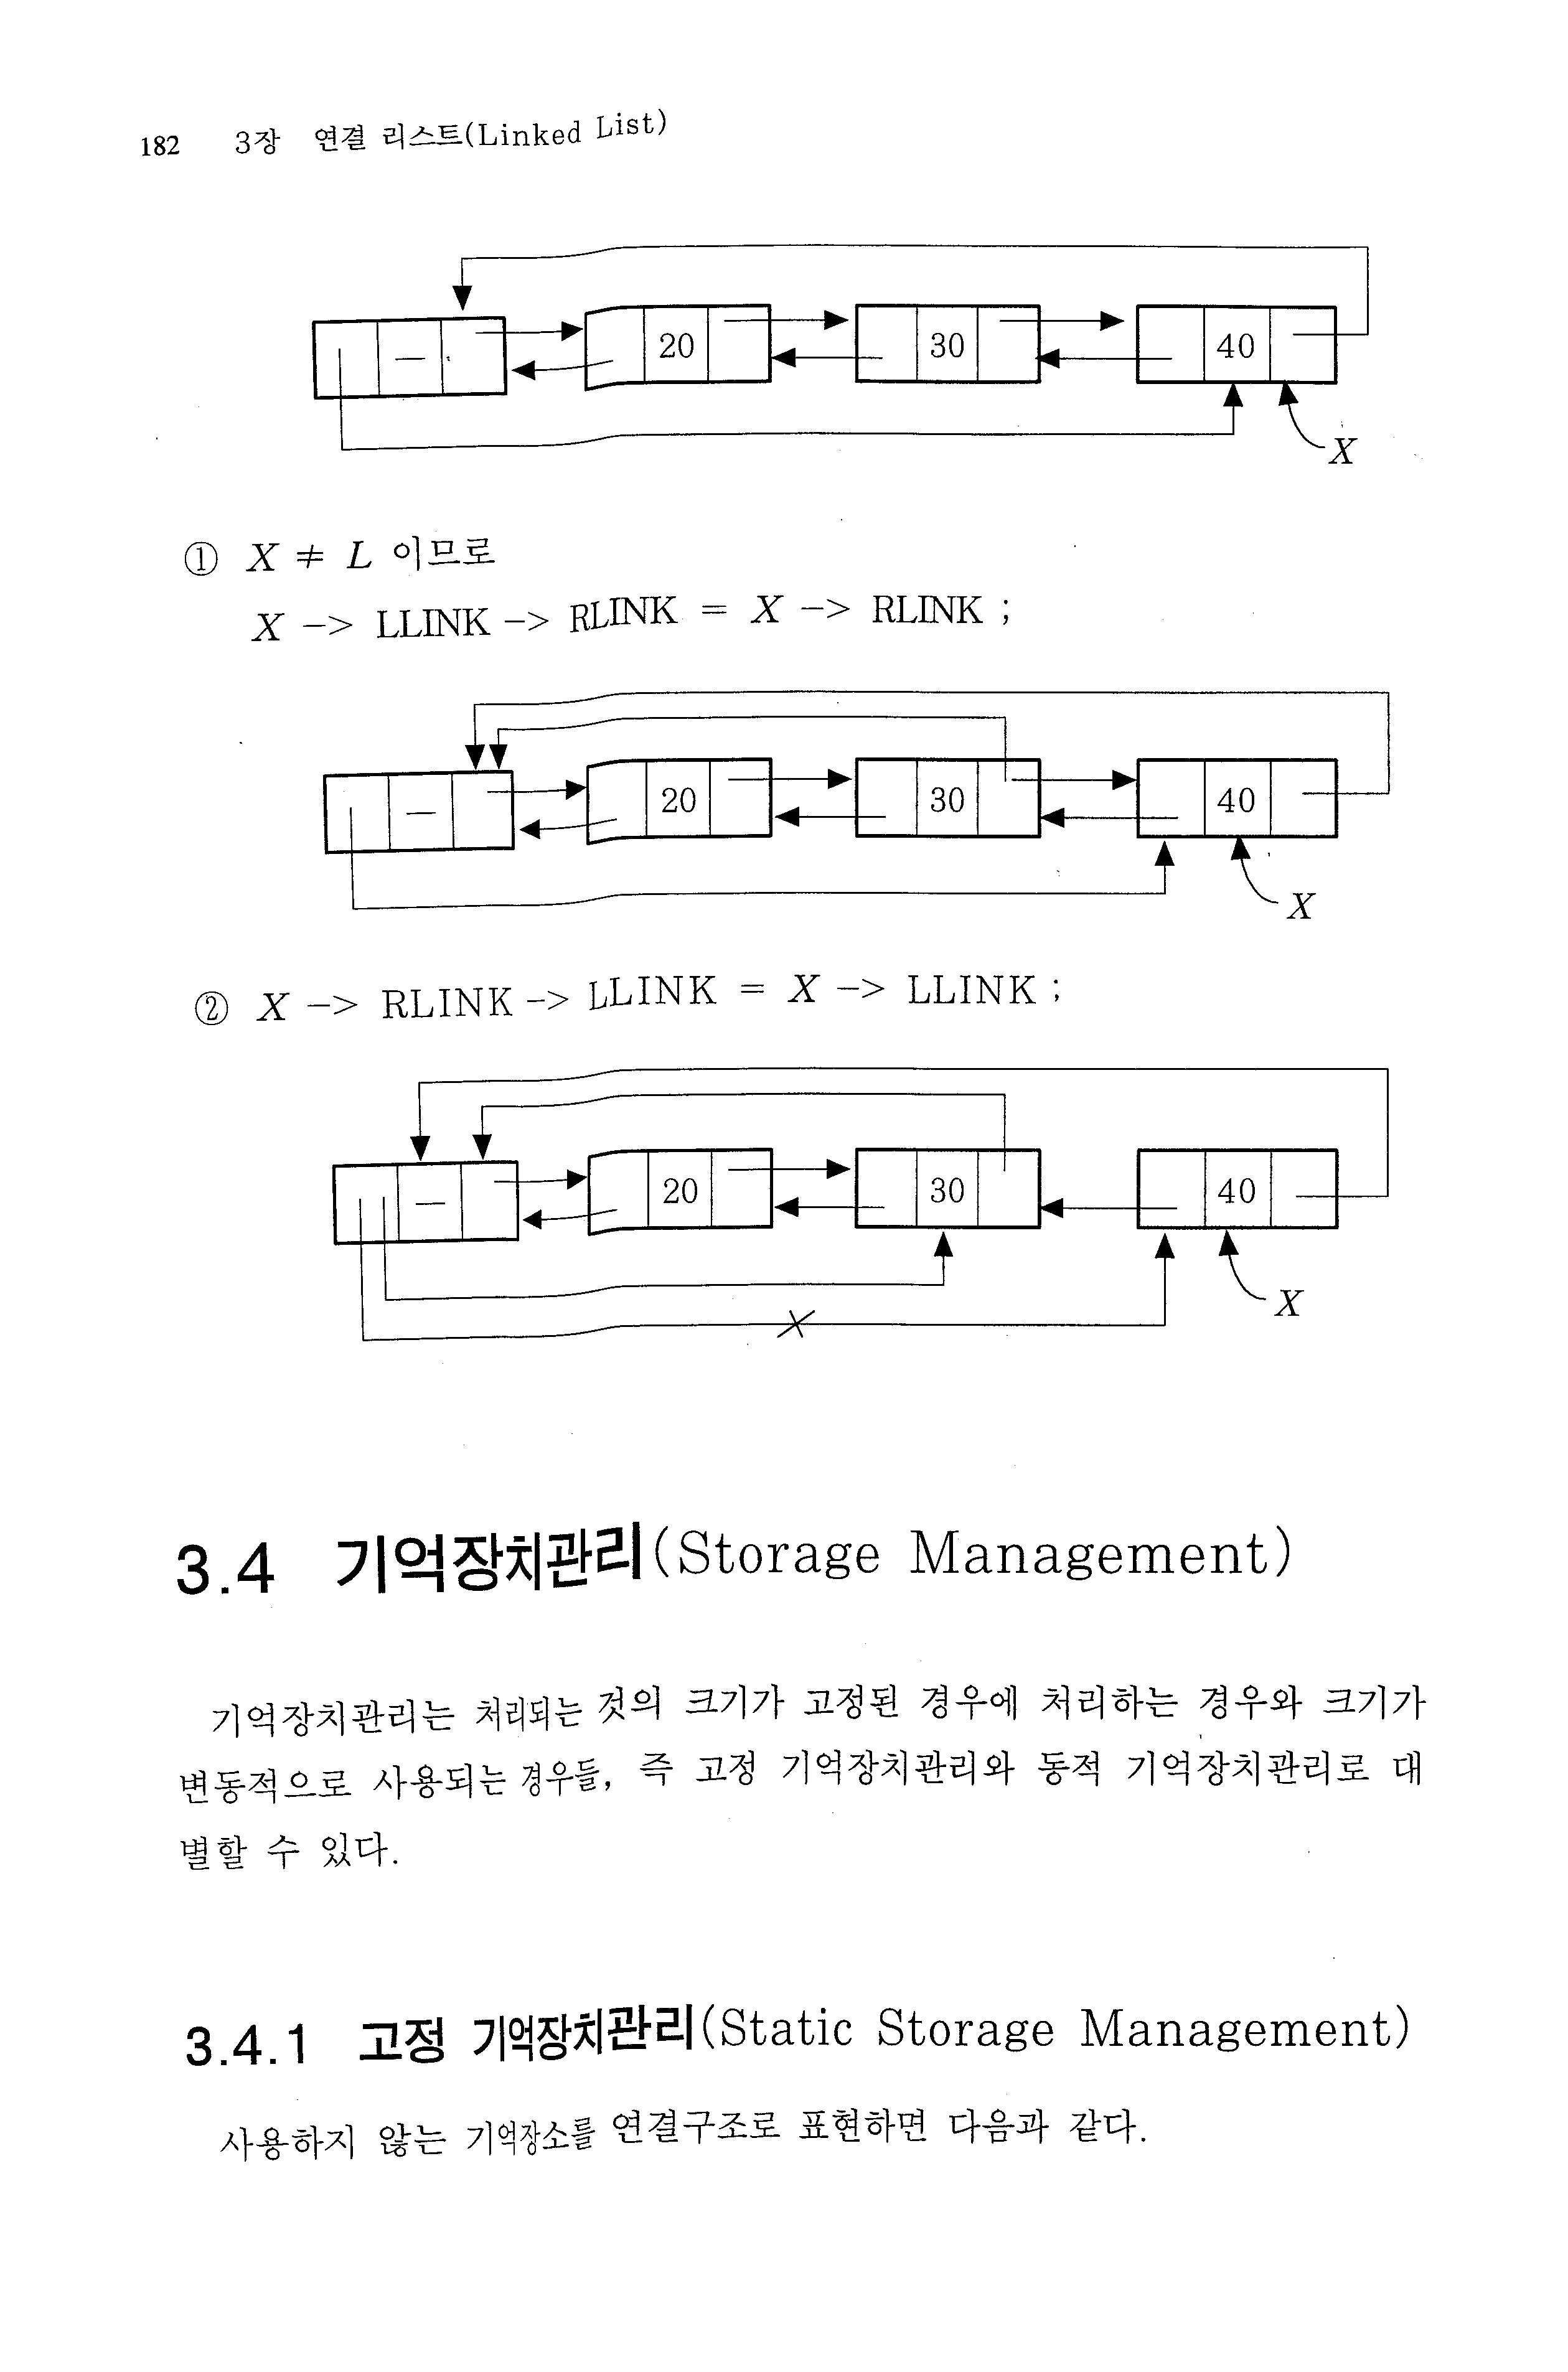 182 3장 연결 리스트(Linked List)
— 20 30 40
X
① X ≠ L 이므로
X -> LLINK -> RLINK = X -> RLINK ;
— 20 30 40
X
② X -> RLINK -> LLINK = X -> LLINK ;
— 20 30 40
X
3.4 기억장치관리(Storage Management)
기억장치관리는 처리되는 것의 크기가 고정된 경우에 처리하는 경우와 크기가
변동적으로 사용되는 경우들, 즉 고정 기억장치관리와 동적 기억장치관리로 대
별할 수 있다.
3.4.1 고정 기억장치관리(Static Storage Management)
사용하지 않는 기억장소를 연결구조로 표현하면 다음과 같다.